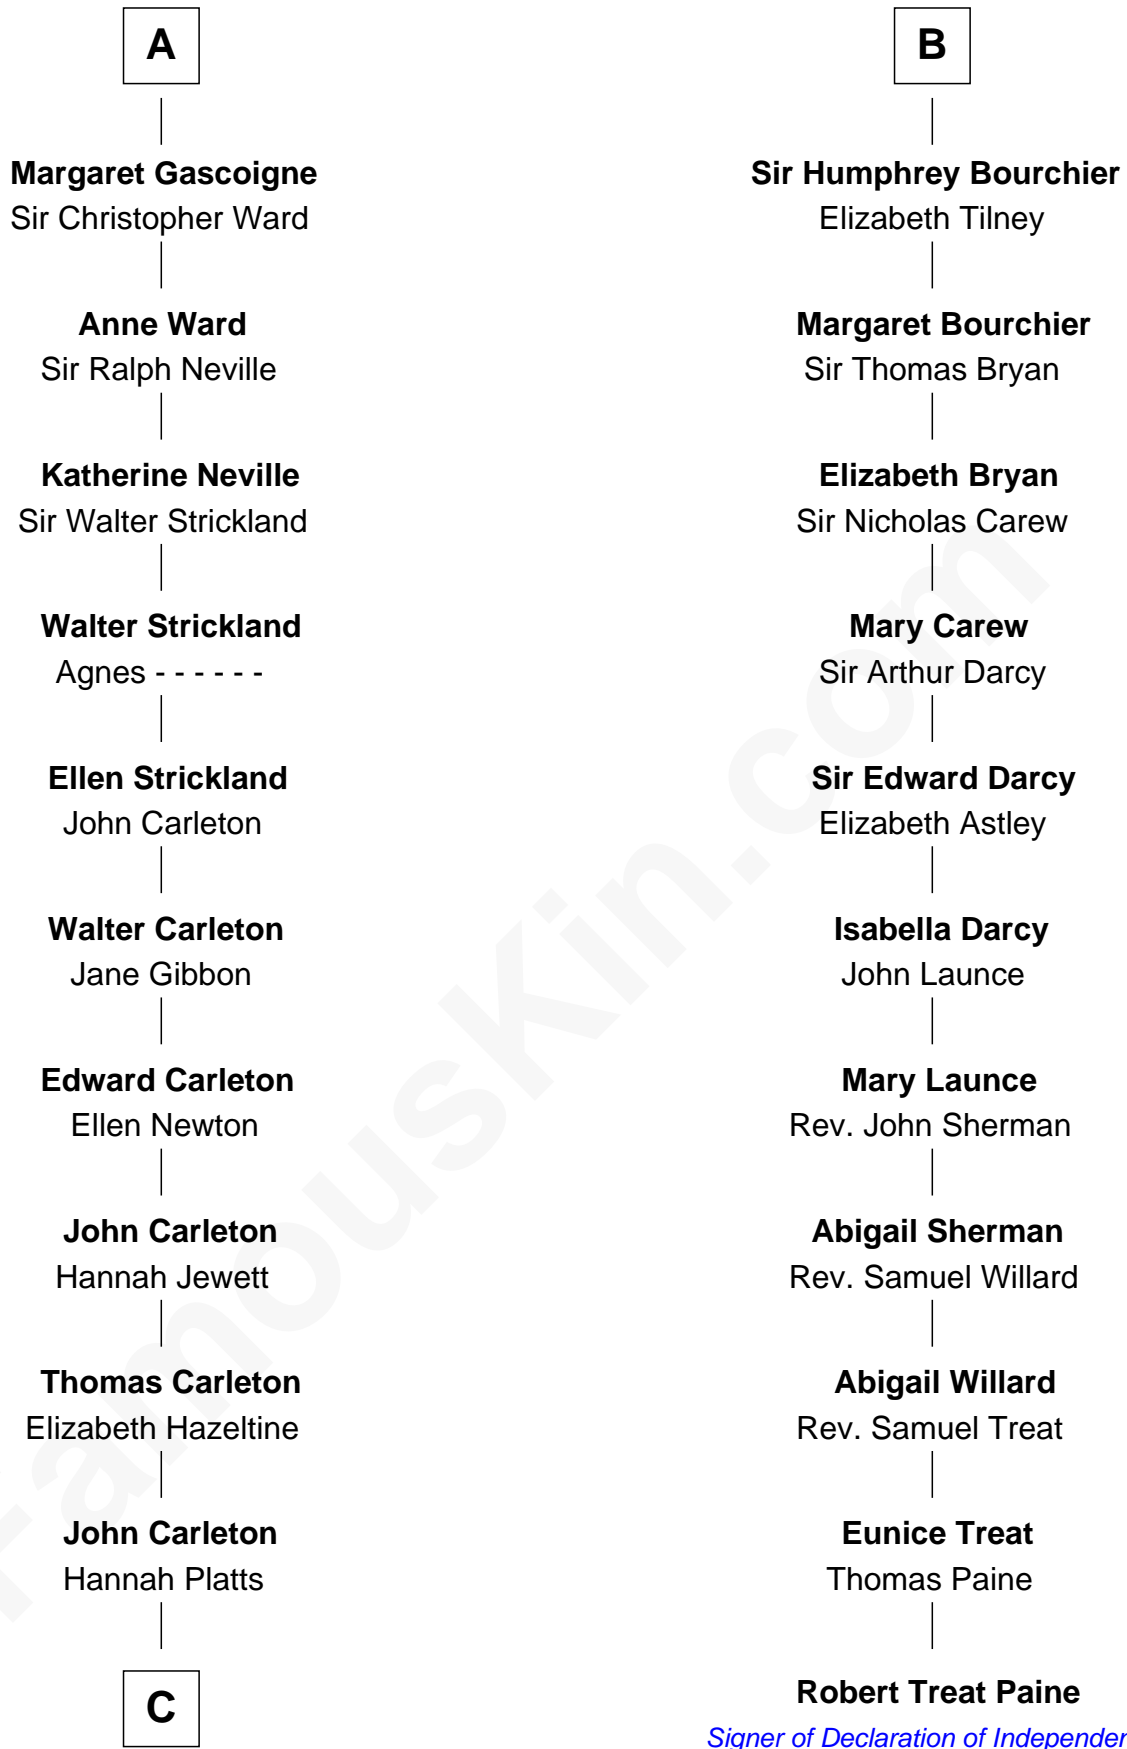 A
Margaret Gascoigne
Sir Christopher Ward
Anne Ward
Sir Ralph Neville
Katherine Neville
Sir Walter Strickland
Walter Strickland
Agnes - - - - - -
Ellen Strickland
John Carleton
Walter Carleton
Jane Gibbon
Edward Carleton
Ellen Newton
John Carleton
Hannah Jewett
Thomas Carleton
Elizabeth Hazeltine
John Carleton
Hannah Platts
C
B
Sir Humphrey Bourchier
Elizabeth Tilney
Margaret Bourchier
Sir Thomas Bryan
Elizabeth Bryan
Sir Nicholas Carew
Mary Carew
Sir Arthur Darcy
Sir Edward Darcy
Elizabeth Astley
Isabella Darcy
John Launce
Mary Launce
Rev. John Sherman
Abigail Sherman
Rev. Samuel Willard
Abigail Willard
Rev. Samuel Treat
Eunice Treat
Thomas Paine
Robert Treat Paine
Signer of Declaration of Independen
FamousKin.com